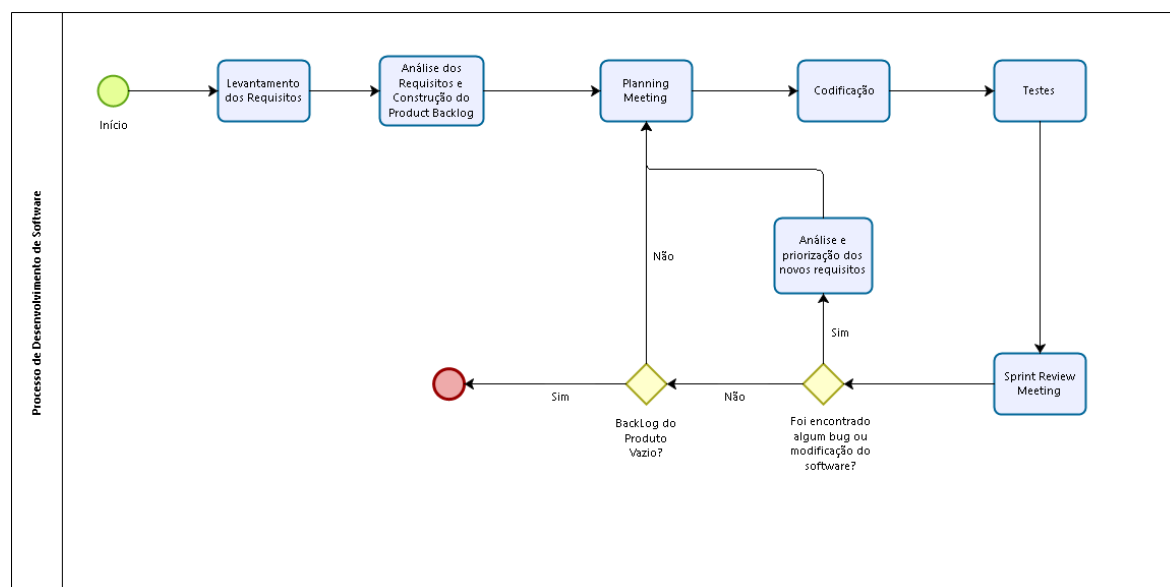 Processo de Desenvolvimento de Software
Início
Levantamento
dos Requisitos
Análise dos
Requisitos e
Construção do
Product Backlog
Planning
Meeting
Codificação
Testes
Análise e
priorização dos
novos requisitos
Não
Sim
Sprint Review
Meeting
Sim
Não
BackLog do
Produto
Vazio?
Foi encontrado
algum bug ou
modificação do
software?